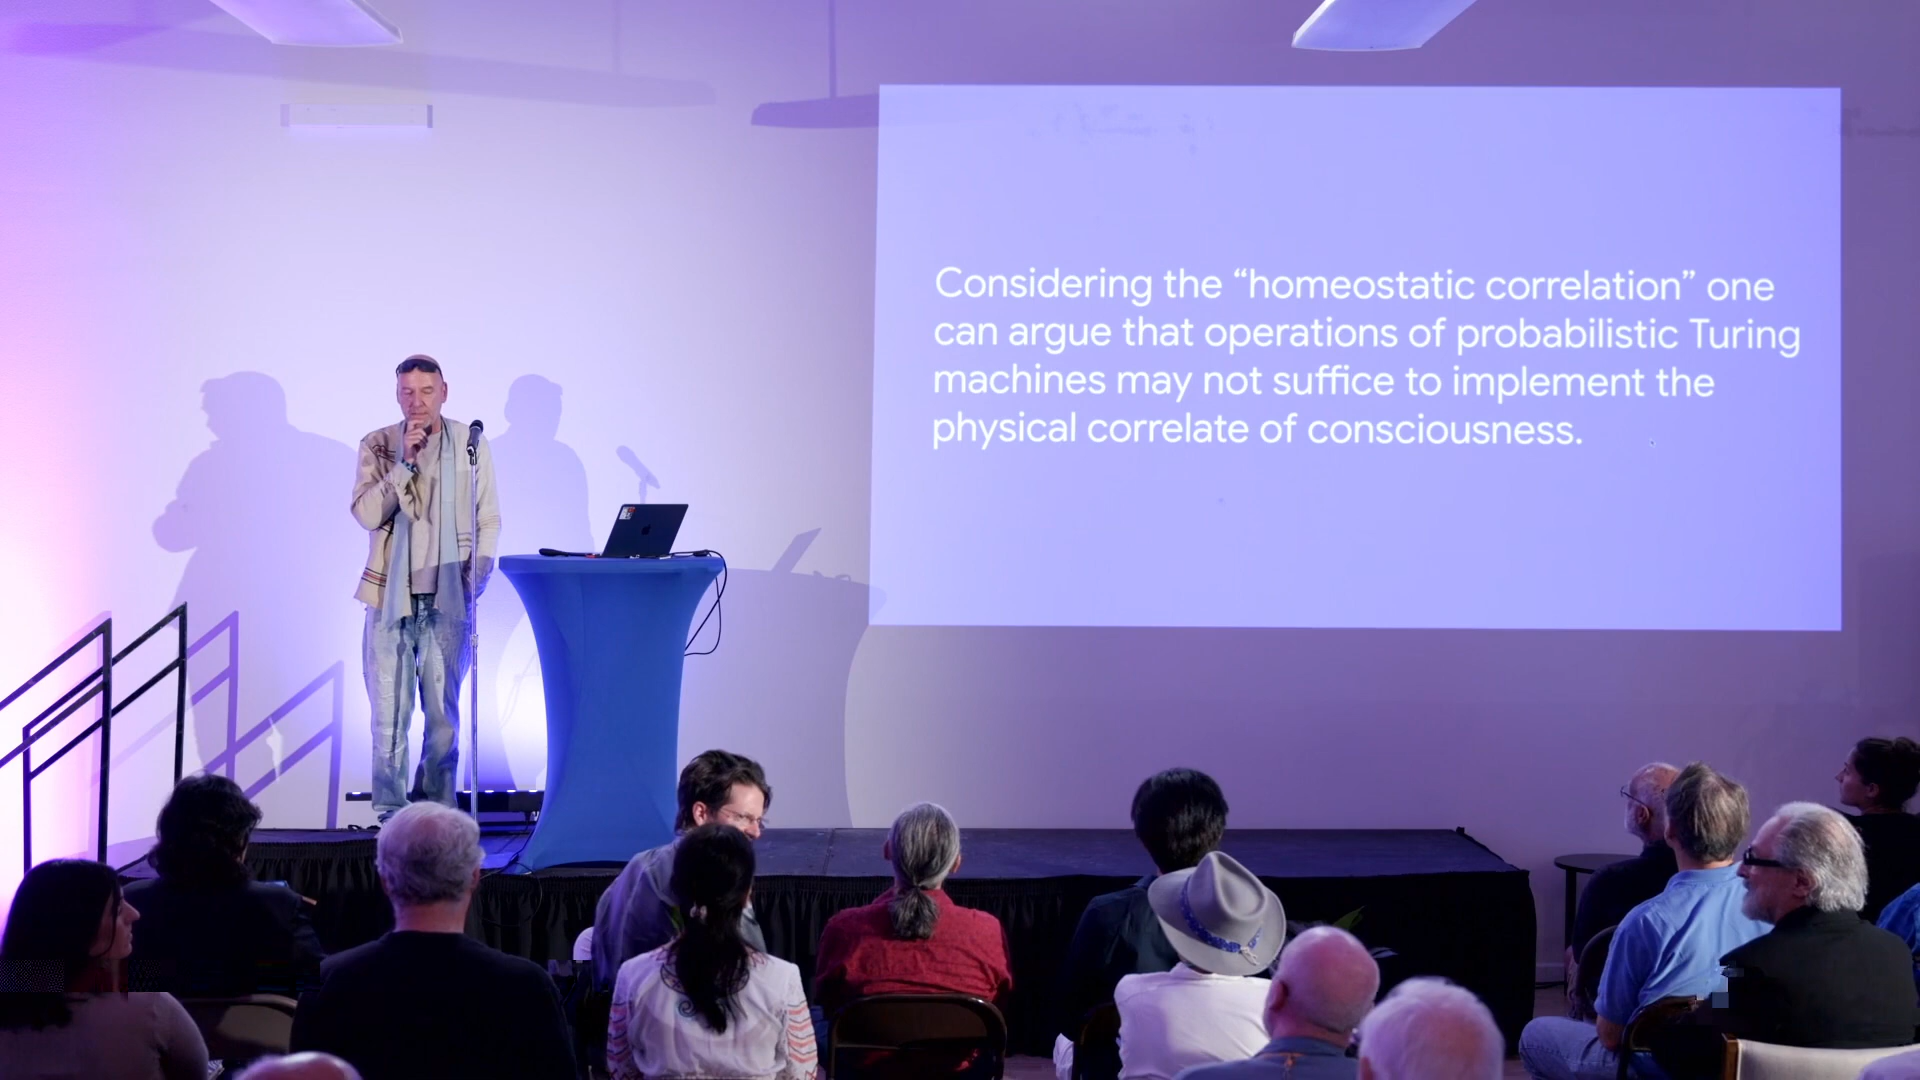 Considering the “homeostatic correlation” one
can argue that operations of probabilistic Turing
machines may not suffice to implement the
physical correlate of consciousness.